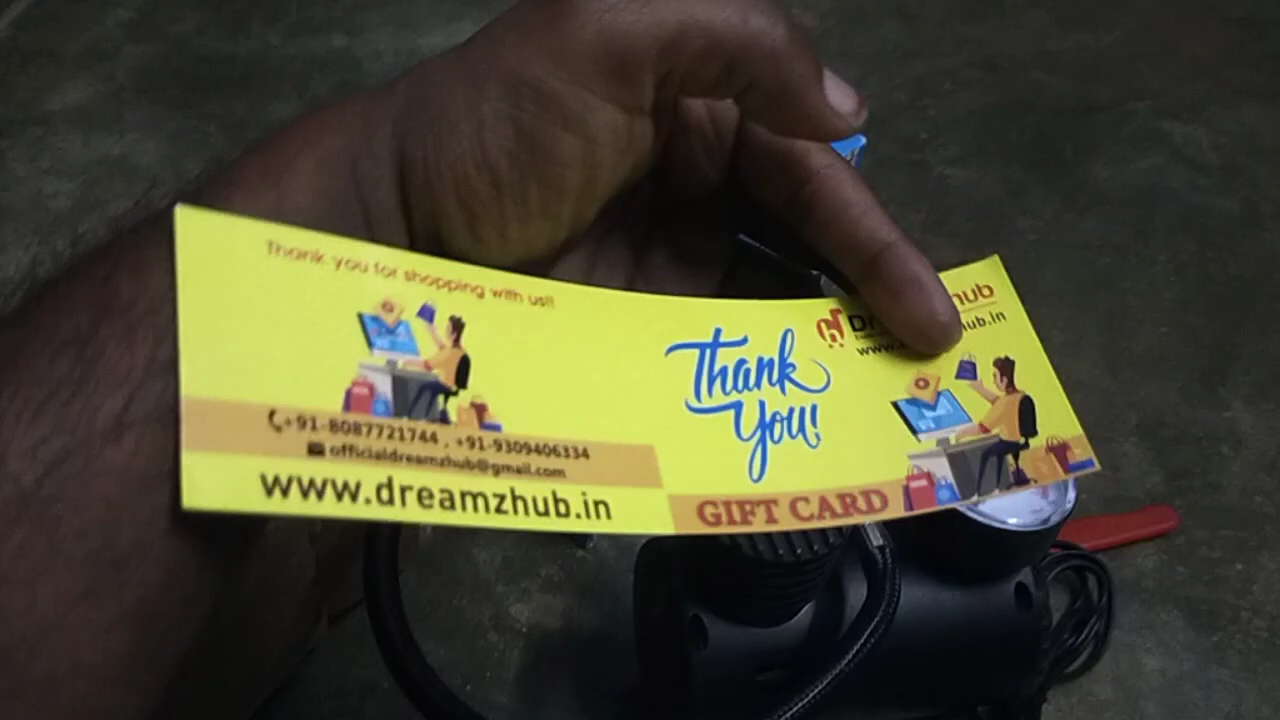 Thank you for shopping with us!!
+91-8087721744 , +91-9309406334
officialdreamzhub@gmail.com
www.dreamzhub.in
Thank
You!
GIFT CARD
hub
www.
hub.in